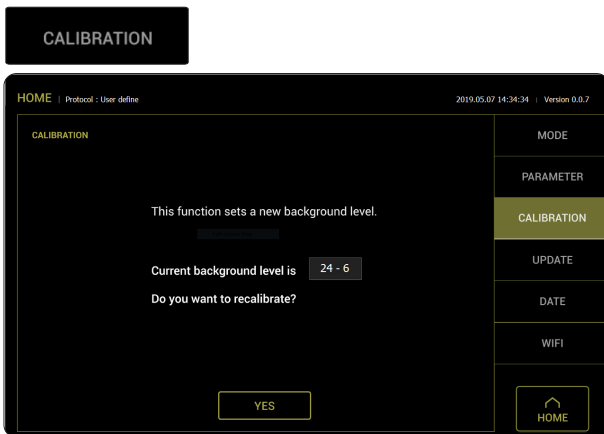 CALIBRATION
HOME | Protocol : User define
2019.05.07 14:34:34 | Version 0.0.7
CALIBRATION
MODE
PARAMETER
This function sets a new background level.
CALIBRATION
Current background level is 24 - 6
UPDATE
Do you want to recalibrate?
DATE
WIFI
YES
HOME